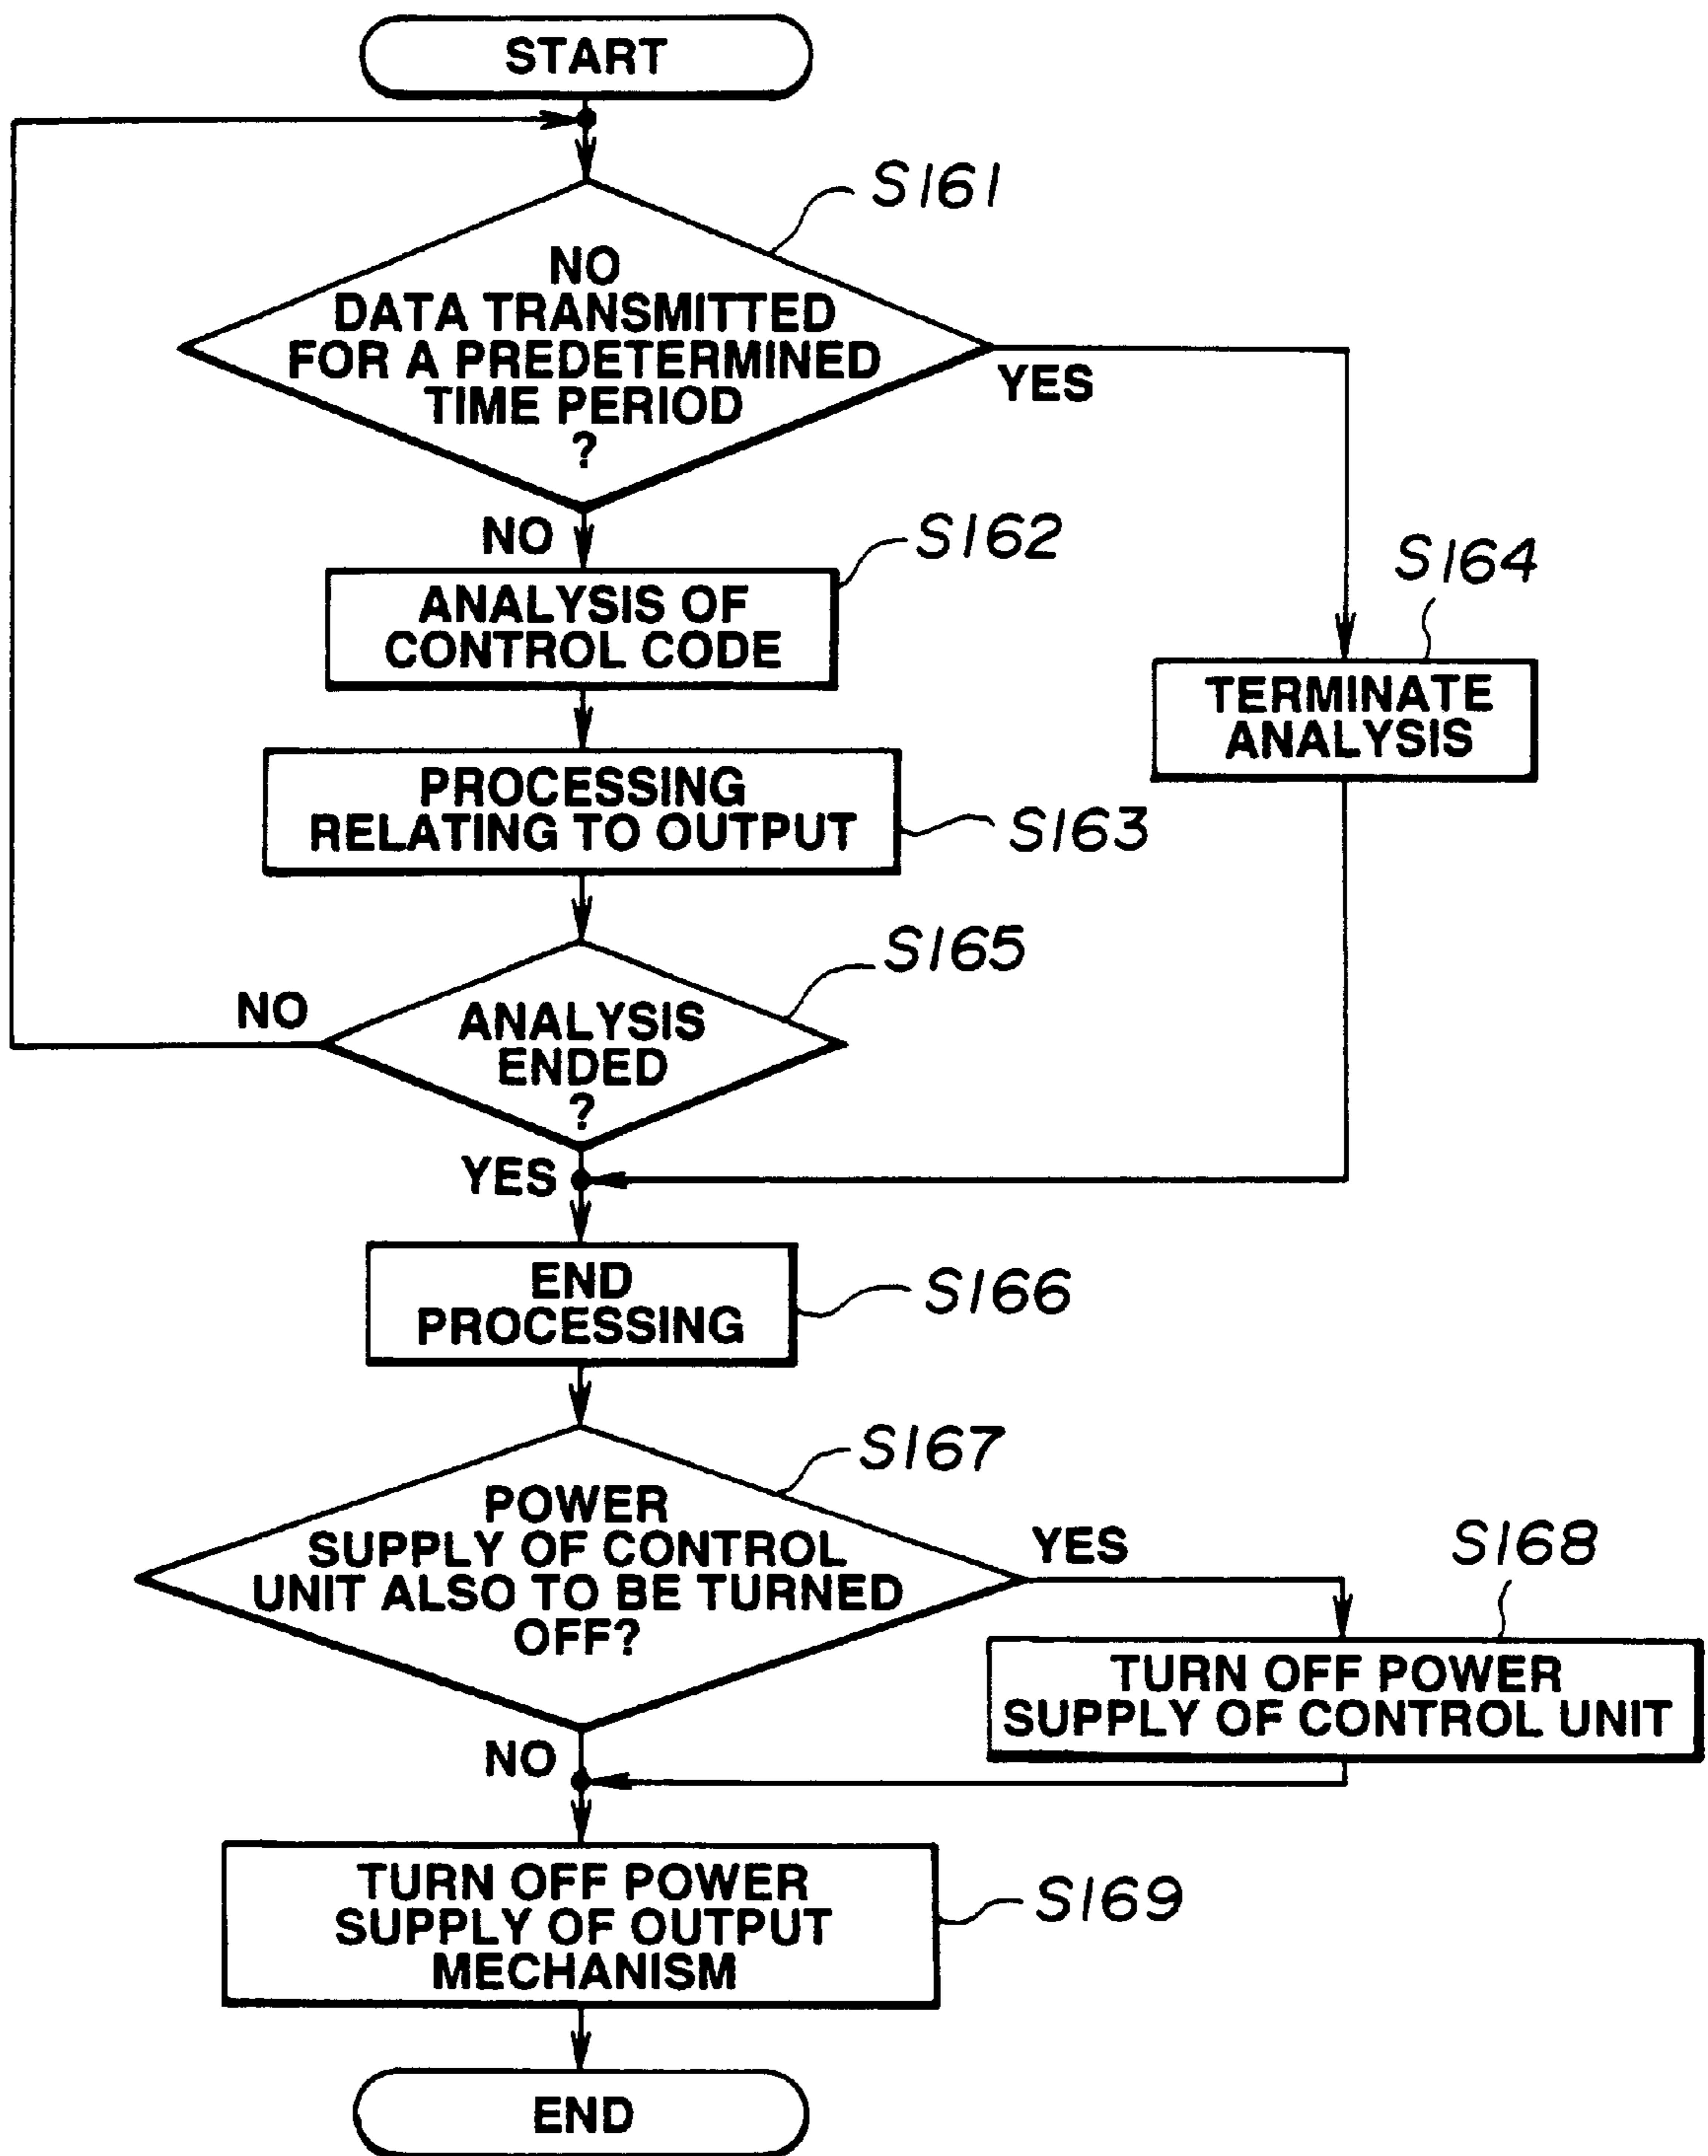 START
S161
NO
DATA TRANSMITTED
FOR A PREDETERMINED
TIME PERIOD
?
YES
NO
S162
ANALYSIS OF
CONTROL CODE
S164
TERMINATE
ANALYSIS
PROCESSING
RELATING TO OUTPUT
S163
S165
NO
ANALYSIS
ENDED
?
YES
END
PROCESSING
S166
S167
POWER
SUPPLY OF CONTROL
UNIT ALSO TO BE TURNED
OFF?
YES
S168
TURN OFF POWER
SUPPLY OF CONTROL UNIT
NO
TURN OFF POWER
SUPPLY OF OUTPUT
MECHANISM
S169
END